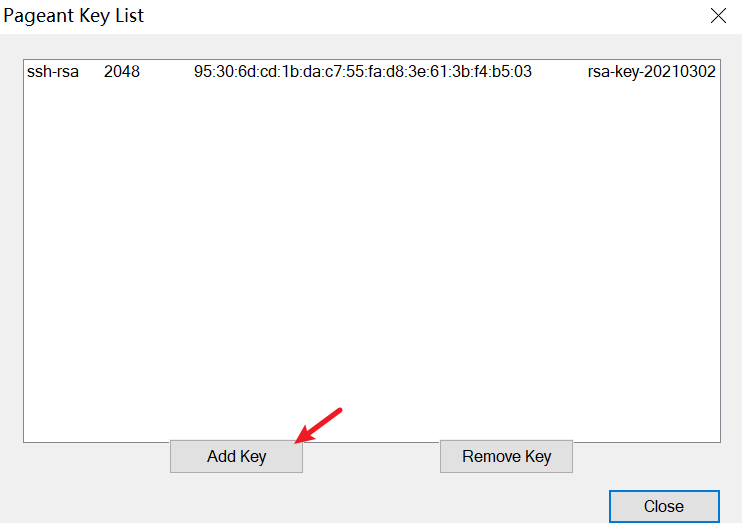 Pageant Key List
ssh-rsa 2048 95:30:6d:cd:1b:da:c7:55:fa:d8:3e:61:3b:f4:b5:03 rsa-key-20210302
Add Key Remove Key
Close